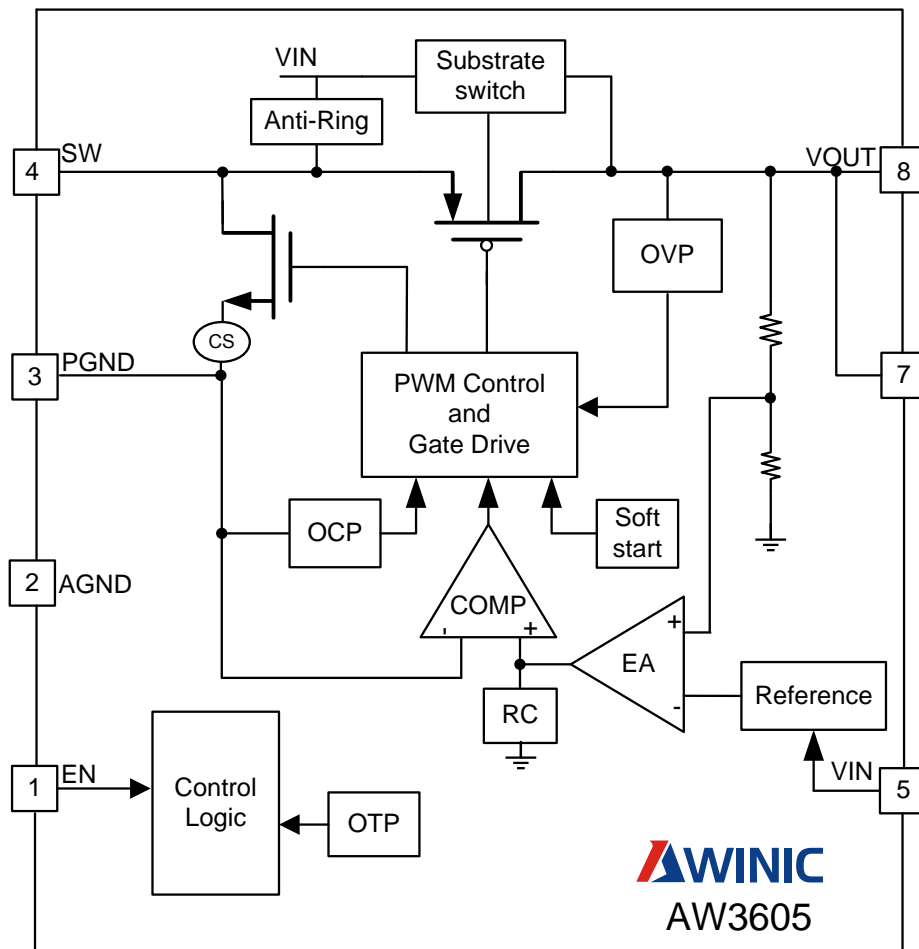 VIN
Substrate
switch
Anti-Ring
SW
4
VOUT
8
OVP
CS
PGND
3
7
PWM Control
and
Gate Drive
OCP
Soft
start
2
AGND
COMP
-
+
+
EA
-
RC
Reference
VIN
5
EN
1
Control
Logic
OTP
AWINIC
AW3605